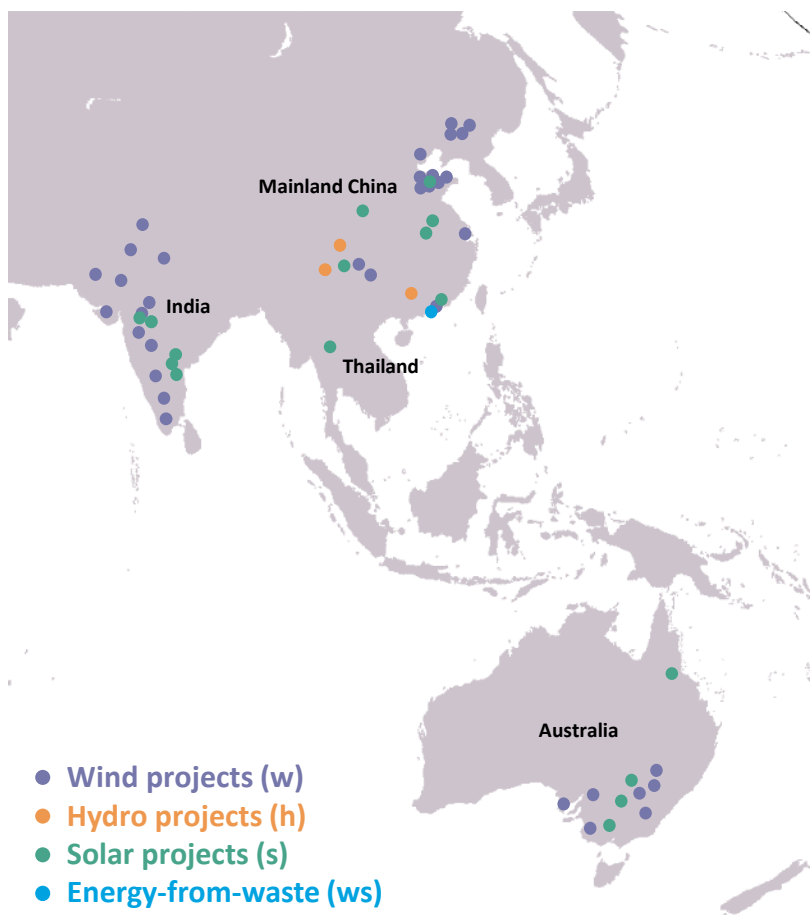 Mainland China
India
Thailand
Australia
Wind projects (w)
Hydro projects (h)
Solar projects (s)
Energy-from-waste (ws)